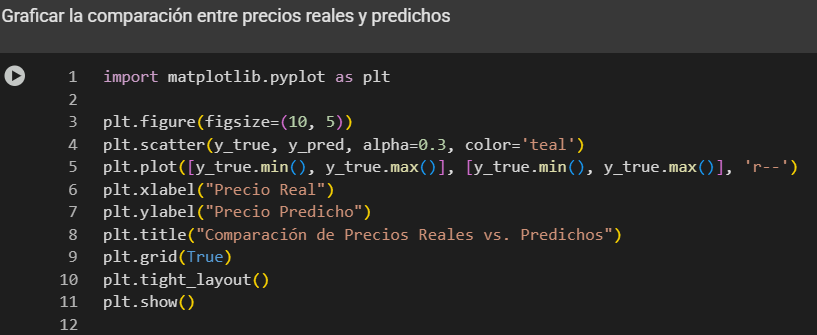 Graficar la comparación entre precios reales y predichos
1 import matplotlib.pyplot as plt
2
3 plt.figure(figsize=(10, 5))
4 plt.scatter(y_true, y_pred, alpha=0.3, color='teal')
5 plt.plot([y_true.min(), y_true.max()], [y_true.min(), y_true.max()], 'r--')
6 plt.xlabel("Precio Real")
7 plt.ylabel("Precio Predicho")
8 plt.title("Comparación de Precios Reales vs. Predichos")
9 plt.grid(True)
10 plt.tight_layout()
11 plt.show()
12